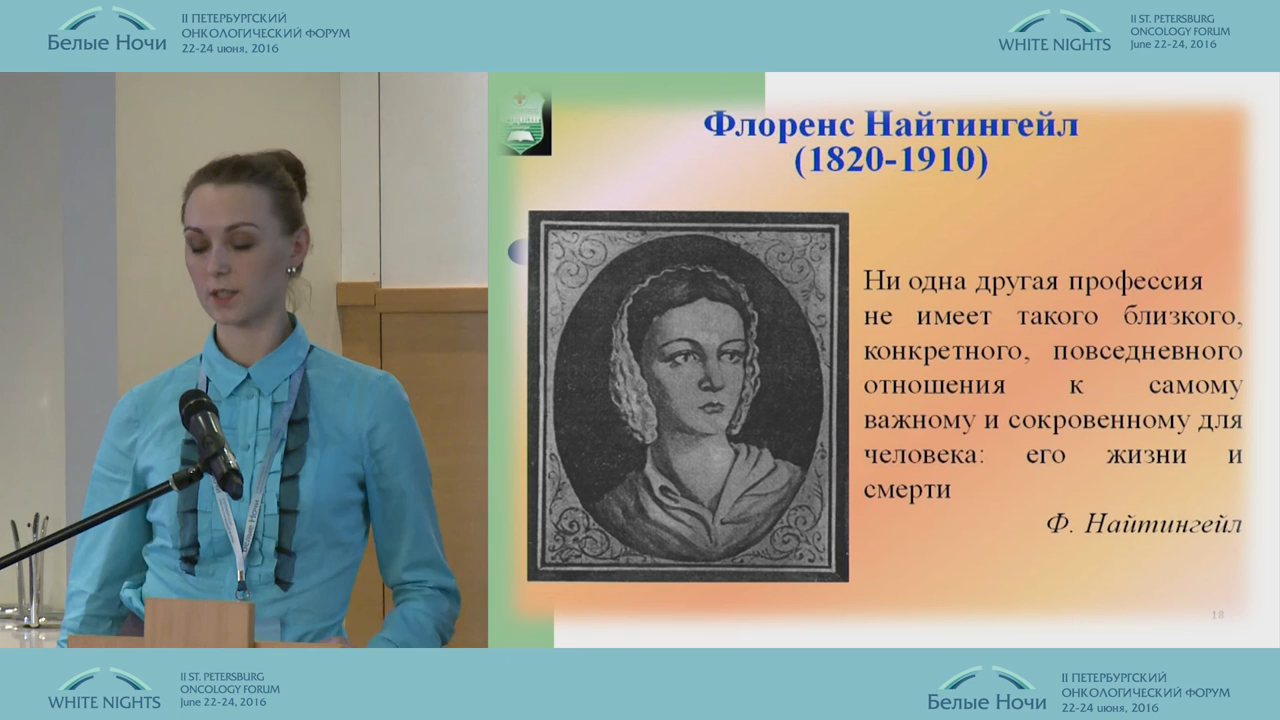 Белые Ночи
II ПЕТЕРБУРГСКИЙ
ОНКОЛОГИЧЕСКИЙ ФОРУМ
22-24 июня, 2016
WHITE NIGHTS
II ST. PETERSBURG
ONCOLOGY FORUM
June 22-24, 2016
Флоренс Найтингейл
(1820-1910)
Ни одна другая профессия
не имеет такого близкого,
конкретного, повседневного
отношения к самому
важному и сокровенному для
человека: его жизни и
смерти
Ф. Найтингейл
18
WHITE NIGHTS
II ST. PETERSBURG
ONCOLOGY FORUM
June 22-24, 2016
Белые Ночи
II ПЕТЕРБУРГСКИЙ
ОНКОЛОГИЧЕСКИЙ ФОРУМ
22-24 июня, 2016